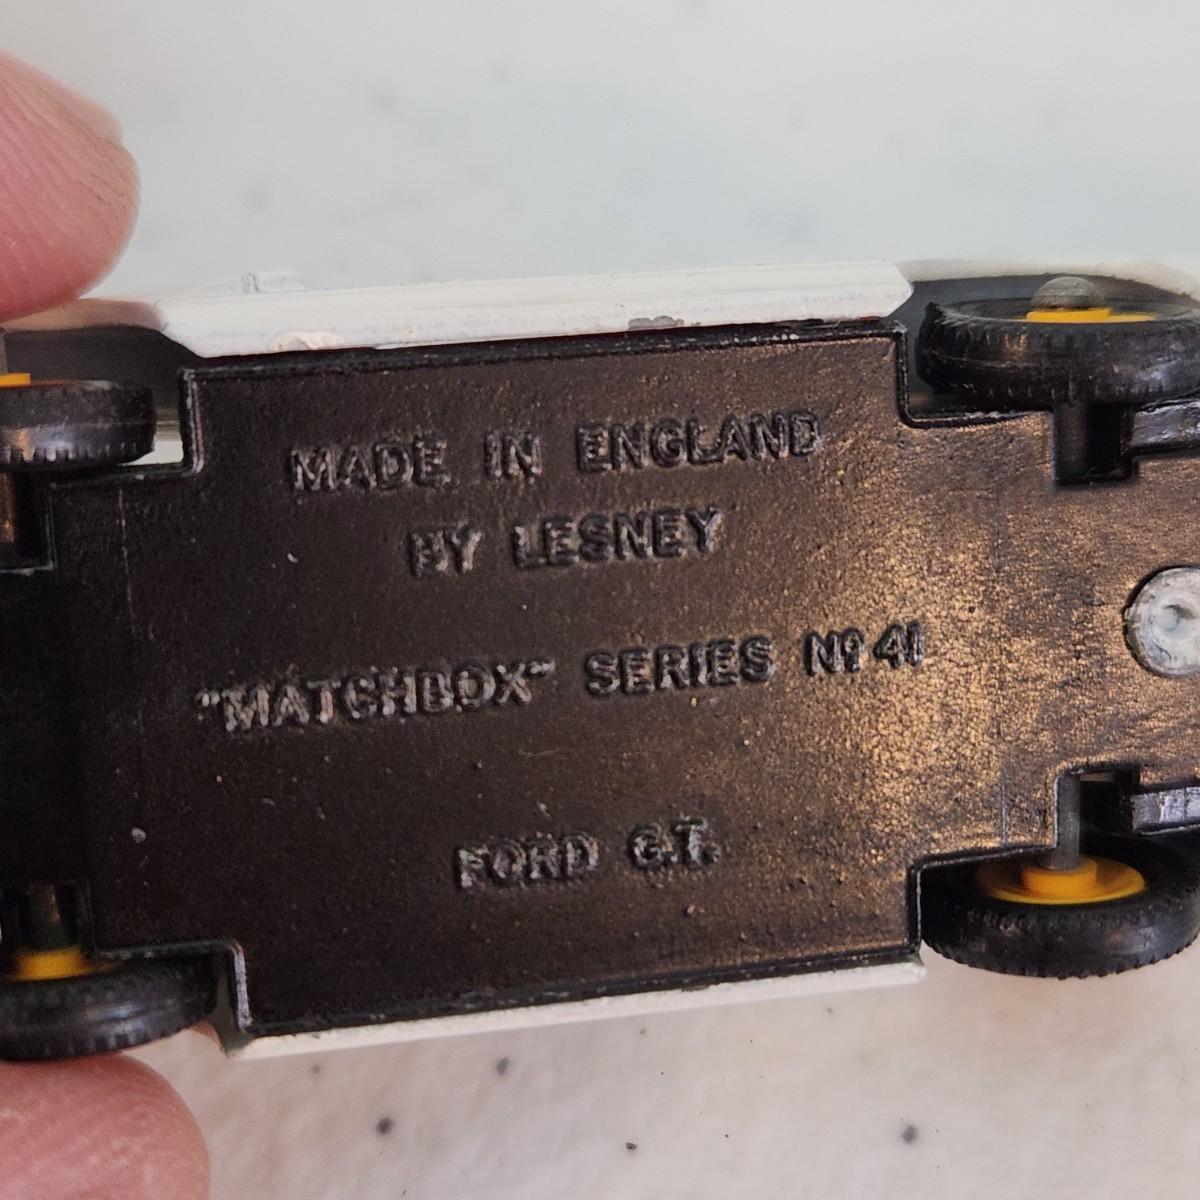 MADE IN ENGLAND
BY LESNEY
"MATCHBOX" SERIES Nº 41
FORD G.T.